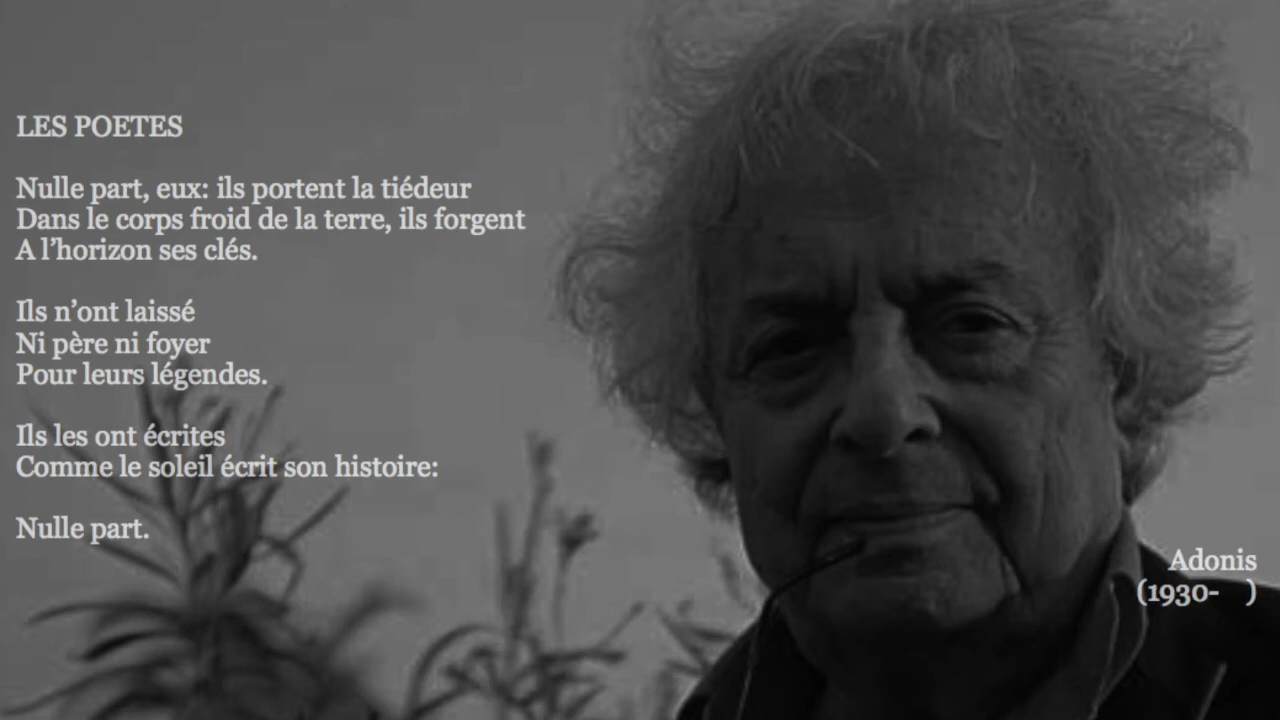 LES POETES
Nulle part, eux: ils portent la tiédeur
Dans le corps froid de la terre, ils forgent
A l’horizon ses clés.
Ils n’ont laissé
Ni père ni foyer
Pour leurs légendes.
Ils les ont écrites
Comme le soleil écrit son histoire:
Nulle part.
Adonis
(1930- )